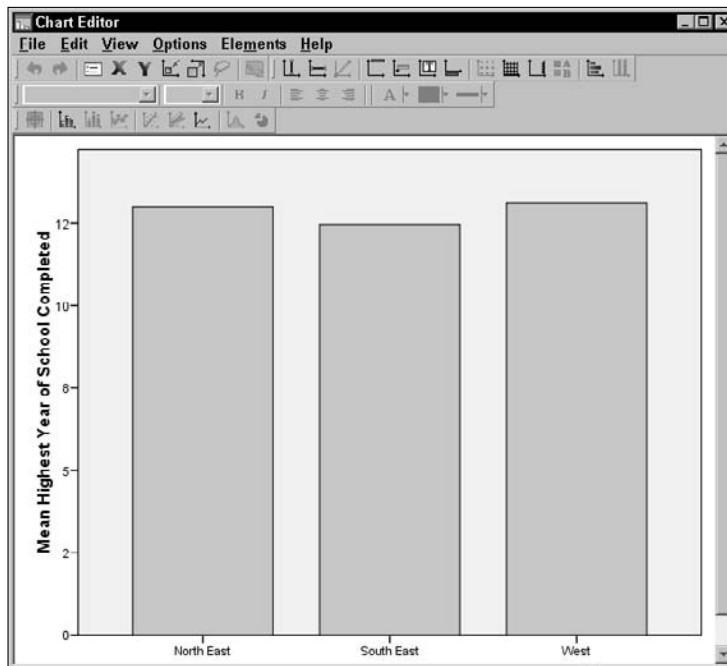 Chart Editor
File Edit View Options Elements Help
X Y
B I A
Mean Highest Year of School Completed
12
10
8
5
2
0
North East South East West